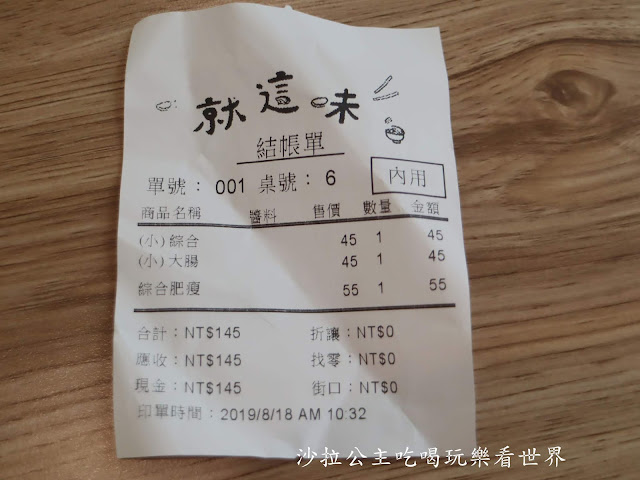 就這味
結帳單
單號： 001 桌號： 6 內用
商品名稱 醬料 售價 數量 金額
(小) 綜合 45 1 45
(小) 大腸 45 1 45
綜合肥瘦 55 1 55
合計：NT$145 折讓：NT$0
應收：NT$145 找零：NT$0
現金：NT$145 街口：NT$0
印單時間：2019/8/18 AM 10:32
沙拉公主吃喝玩樂看世界